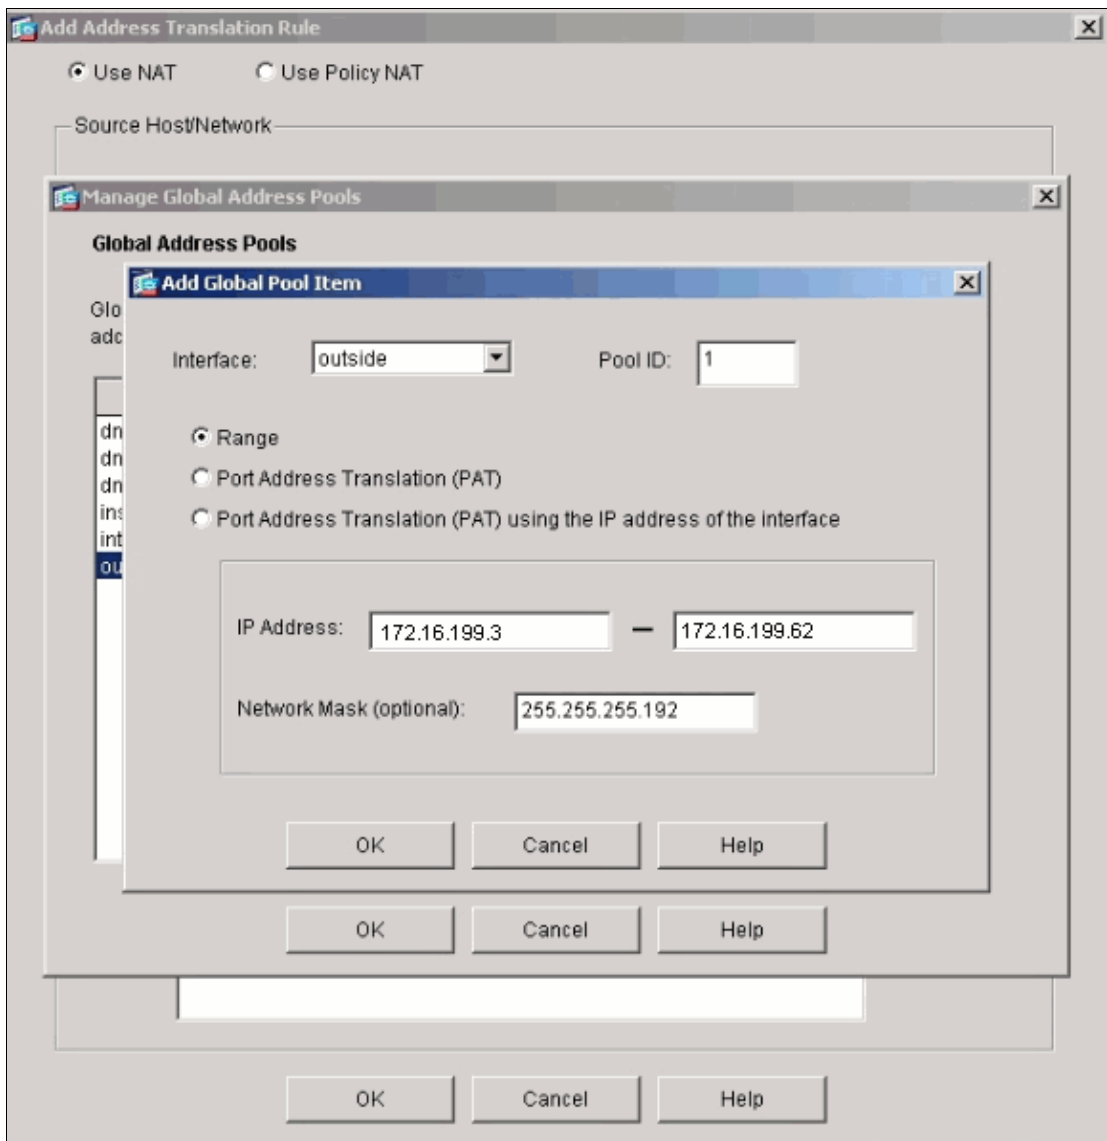 Add Address Translation Rule
Use NAT Use Policy NAT
Source Host/Network
Manage Global Address Pools
Global Address Pools
Add Global Pool Item
Interface: outside Pool ID: 1
Range
Port Address Translation (PAT)
Port Address Translation (PAT) using the IP address of the interface
IP Address: 172.16.199.3 — 172.16.199.62
Network Mask (optional): 255.255.255.192
OK Cancel Help
OK Cancel Help
OK Cancel Help